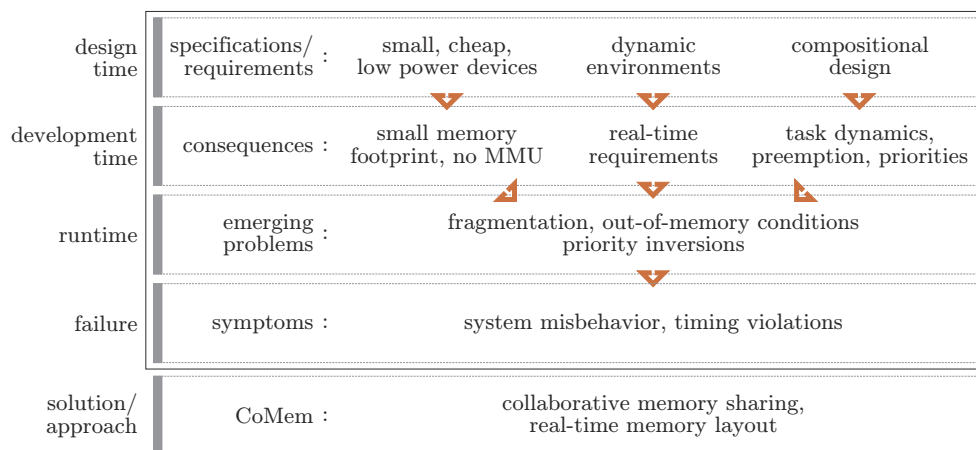 design
time
specifications/
requirements :
small, cheap,
low power devices
dynamic
environments
compositional
design
development
time
consequences :
small memory
footprint, no MMU
real-time
requirements
task dynamics,
preemption, priorities
runtime
emerging
problems :
fragmentation, out-of-memory conditions
priority inversions
failure
symptoms :
system misbehavior, timing violations
solution/
approach
CoMem :
collaborative memory sharing,
real-time memory layout